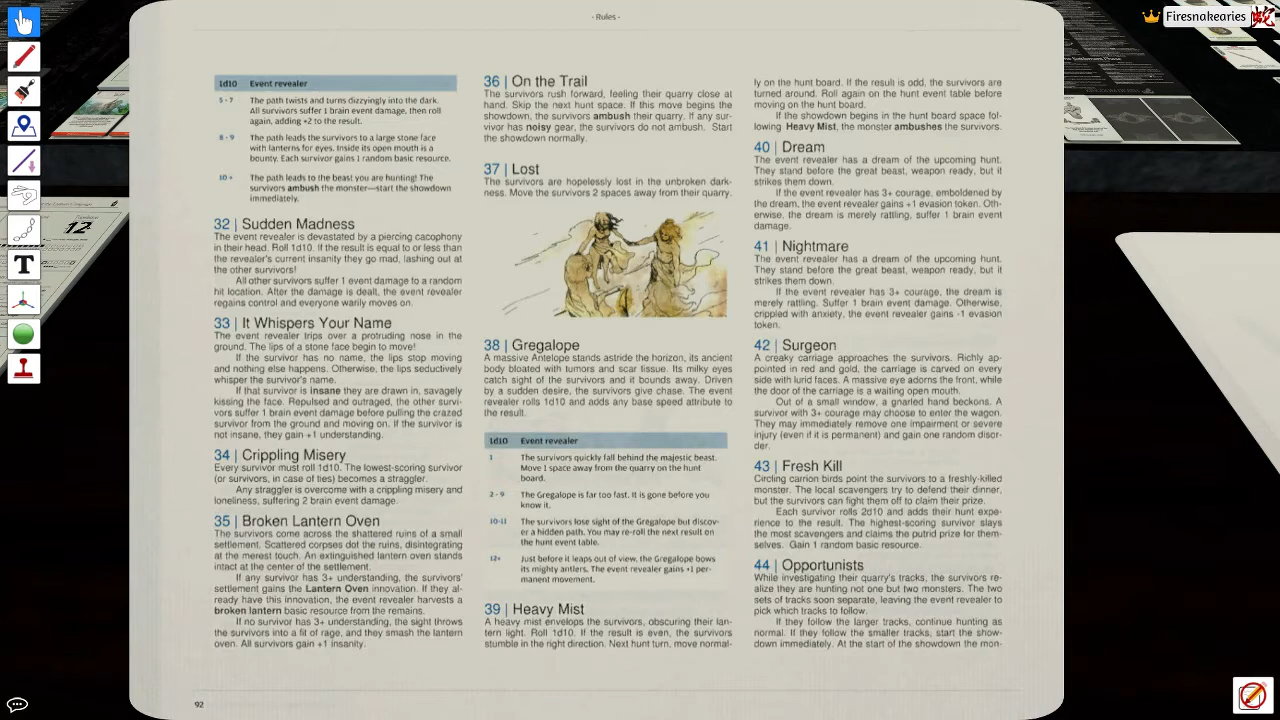 · Rules ·
Firesnakearies
1d10 Event revealer
5 - 7 The path twists and turns dizzyingly into the dark.
All survivors suffer 1 brain event damage, then roll
again, adding +2 to the result.
8 - 9 The path leads the survivors to a large stone face
with lanterns for eyes. Inside its open mouth is a
bounty. Each survivor gains 1 random basic resource.
10 + The path leads to the beast you are hunting! The
survivors ambush the monster—start the showdown
immediately.
32 | Sudden Madness
The event revealer is devastated by a piercing cacophony
in their head. Roll 1d10. If the result is equal to or less than
the revealer's current insanity they go mad, lashing out at
the other survivors!
All other survivors suffer 1 event damage to a random
hit location. After the damage is dealt, the event revealer
regains control and everyone warily moves on.
33 | It Whispers Your Name
The event revealer trips over a protruding nose in the
ground. The lips of a stone face begin to move!
If the survivor has no name, the lips stop moving
and nothing else happens. Otherwise, the lips seductively
whisper the survivor's name.
If that survivor is insane they are drawn in, savagely
kissing the face. Repulsed and outraged, the other survi-
vors suffer 1 brain event damage before pulling the crazed
survivor from the ground and moving on. If the survivor is
not insane, they gain +1 understanding.
34 | Crippling Misery
Every survivor must roll 1d10. The lowest-scoring survivor
(or survivors, in case of ties) becomes a straggler.
Any straggler is overcome with a crippling misery and
loneliness, suffering 2 brain event damage.
35 | Broken Lantern Oven
The survivors come across the shattered ruins of a small
settlement. Scattered corpses dot the ruins, disintegrating
at the merest touch. An extinguished lantern oven stands
intact at the center of the settlement.
If any survivor has 3+ understanding, the survivors'
settlement gains the Lantern Oven innovation. If they al-
ready have this innovation, the event revealer harvests a
broken lantern basic resource from the remains.
If no survivor has 3+ understanding, the sight throws
the survivors into a fit of rage, and they smash the lantern
oven. All survivors gain +1 insanity.
36 | On the Trail
The survivors rush forward, feeling their quarry close at
hand. Skip the next hunt space. If this move begins the
showdown, the survivors ambush their quarry. If any sur-
vivor has noisy gear, the survivors do not ambush. Start
the showdown normally.
37 | Lost
The survivors are hopelessly lost in the unbroken dark-
ness. Move the survivors 2 spaces away from their quarry.
38 | Gregalope
A massive Antelope stands astride the horizon, its ancient
body bloated with tumors and scar tissue. Its milky eyes
catch sight of the survivors and it bounds away. Driven
by a sudden desire, the survivors give chase. The event
revealer rolls 1d10 and adds any base speed attribute to
the result.
1d10 Event revealer
1 The survivors quickly fall behind the majestic beast.
Move 1 space away from the quarry on the hunt
board.
2 - 9 The Gregalope is far too fast. It is gone before you
know it.
10-11 The survivors lose sight of the Gregalope but discov-
er a hidden path. You may re-roll the next result on
the hunt event table.
12+ Just before it leaps out of view, the Gregalope bows
its mighty antlers. The event revealer gains +1 per-
manent movement.
39 | Heavy Mist
A heavy mist envelops the survivors, obscuring their lan-
tern light. Roll 1d10. If the result is even, the survivors
stumble in the right direction. Next hunt turn, move normal-
ly on the hunt board. If the result is odd, the survivors are
turned around. Roll again on the hunt event table before
moving on the hunt board.
If the showdown begins in the hunt board space fol-
lowing Heavy Mist, the monster ambushes the survivors.
40 | Dream
The event revealer has a dream of the upcoming hunt.
They stand before the great beast, weapon ready, but it
strikes them down.
If the event revealer has 3+ courage, emboldened by
the dream, the event revealer gains +1 evasion token. Oth-
erwise, the dream is merely rattling, suffer 1 brain event
damage.
41 | Nightmare
The event revealer has a dream of the upcoming hunt.
They stand before the great beast, weapon ready, but it
strikes them down.
If the event revealer has 3+ courage, the dream is
merely rattling. Suffer 1 brain event damage. Otherwise,
crippled with anxiety, the event revealer gains -1 evasion
token.
42 | Surgeon
A creaky carriage approaches the survivors. Richly ap-
pointed in red and gold, the carriage is carved on every
side with lurid faces. A massive eye adorns the front, while
the door of the carriage is a waiting open mouth.
Out of a small window, a gnarled hand beckons. A
survivor with 3+ courage may choose to enter the wagon.
They may immediately remove one impairment or severe
injury (even if it is permanent) and gain one random disor-
der.
43 | Fresh Kill
Circling carrion birds point the survivors to a freshly-killed
monster. The local scavengers try to defend their dinner,
but the survivors can fight them off to claim their prize.
Each survivor rolls 2d10 and adds their hunt expe-
rience to the result. The highest-scoring survivor slays
the most scavengers and claims the putrid prize for them-
selves. Gain 1 random basic resource.
44 | Opportunists
While investigating their quarry's tracks, the survivors re-
alize they are hunting not one but two monsters. The two
sets of tracks soon separate, leaving the event revealer to
pick which tracks to follow.
If they follow the larger tracks, continue hunting as
normal. If they follow the smaller tracks, start the show-
down immediately. At the start of the showdown the mon-
92
12
T